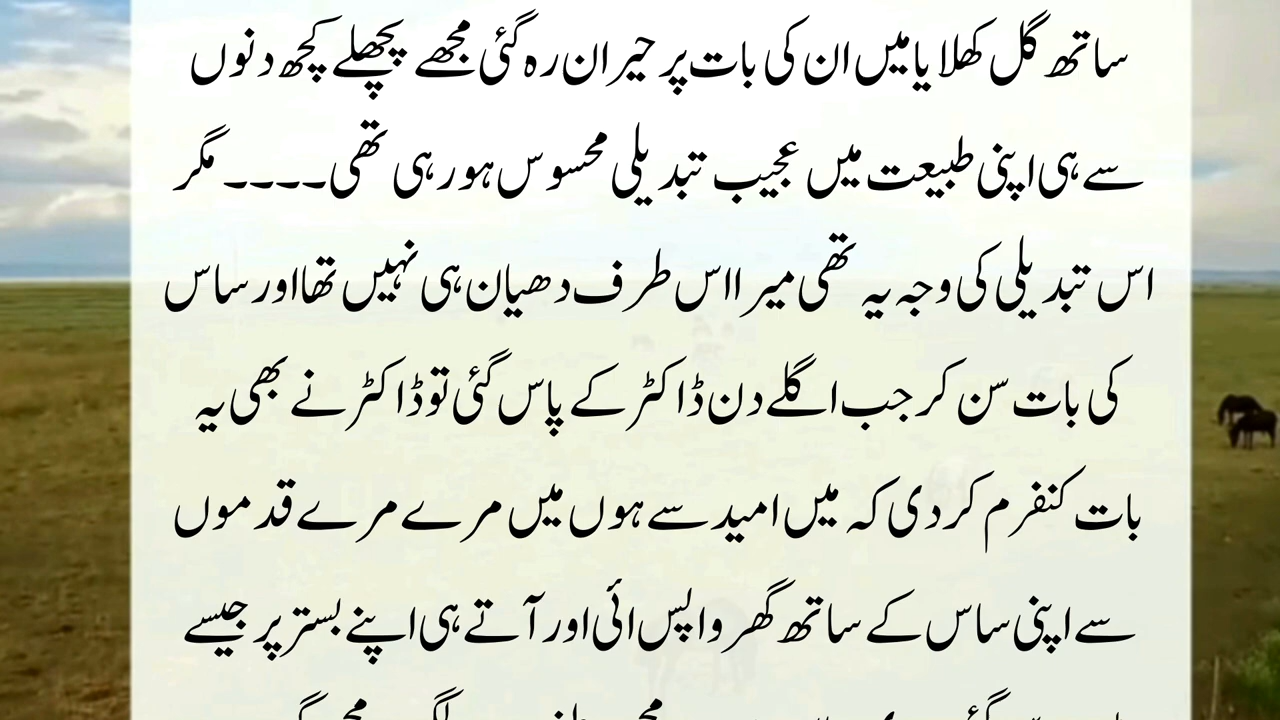 ساتھ گل کھلایا میں ان کی بات پر حیران رہ گئی مجھے پچھلے کچھ دنوں
سے ہی اپنی طبیعت میں عجیب تبدیلی محسوس ہو رہی تھی۔۔۔۔ مگر
اس تبدیلی کی وجہ یہ تھی میرا اس طرف دھیان ہی نہیں تھا اور ساس
کی بات سن کر جب اگلے دن ڈاکٹر کے پاس گئی تو ڈاکٹر نے بھی یہ
بات کنفرم کر دی کہ میں امید سے ہوں میں مرے مرے قدموں
سے اپنی ساس کے ساتھ گھر واپس ائی اور آتے ہی اپنے بستر پر جیسے